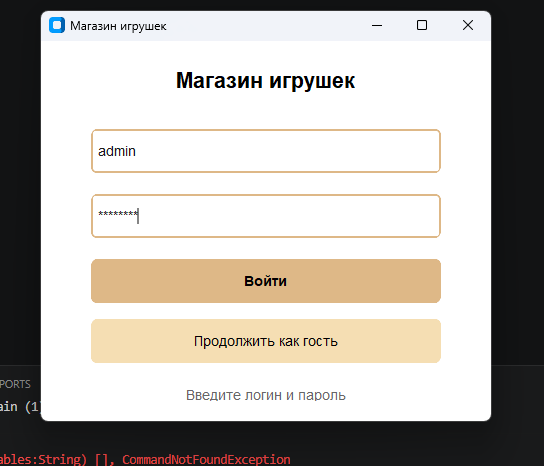 Магазин игрушек
Магазин игрушек
admin
********
Войти
Продолжить как гость
Введите логин и пароль
PORTS
ain (1
ables:String) [], CommandNotFoundException